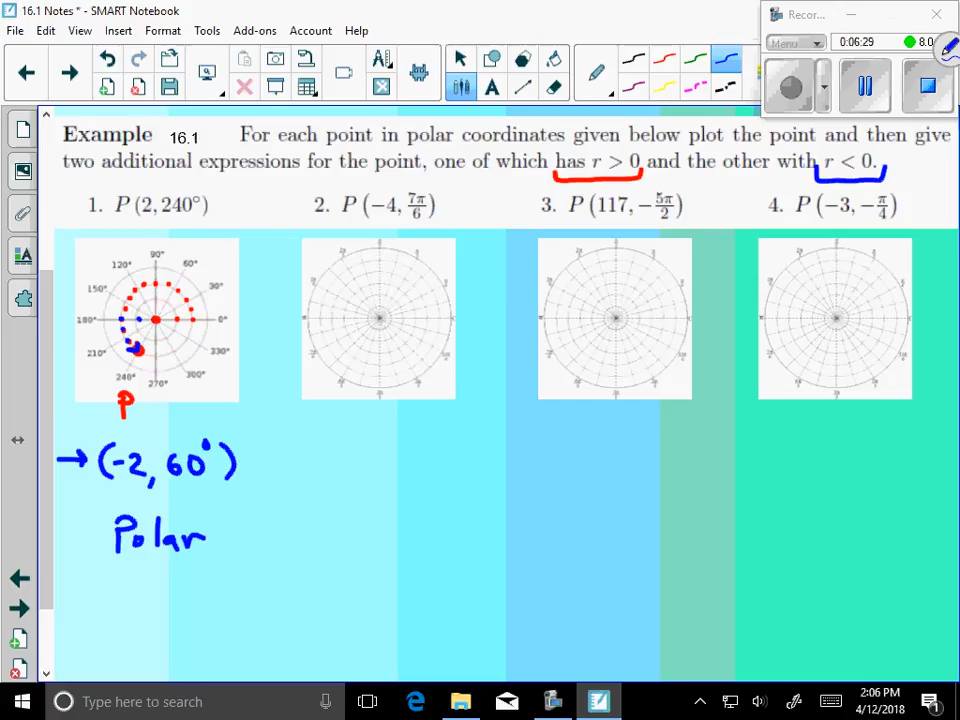 16.1 Notes * - SMART Notebook
Recor...
File Edit View Insert Format Tools Add-ons Account Help
Menu 0:06:29 8.0
Example 16.1 For each point in polar coordinates given below plot the point and then give
two additional expressions for the point, one of which has r > 0 and the other with r < 0.
1. P (2, 240°) 2. P (−4, 7π/6) 3. P (117, −5π/2) 4. P (−3, −π/4)
90°
120° 60°
150° 30°
180° 0°
210° 330°
240° 300°
270°
P
→ (-2, 60°)
Polar
Type here to search
2:06 PM
4/12/2018
1